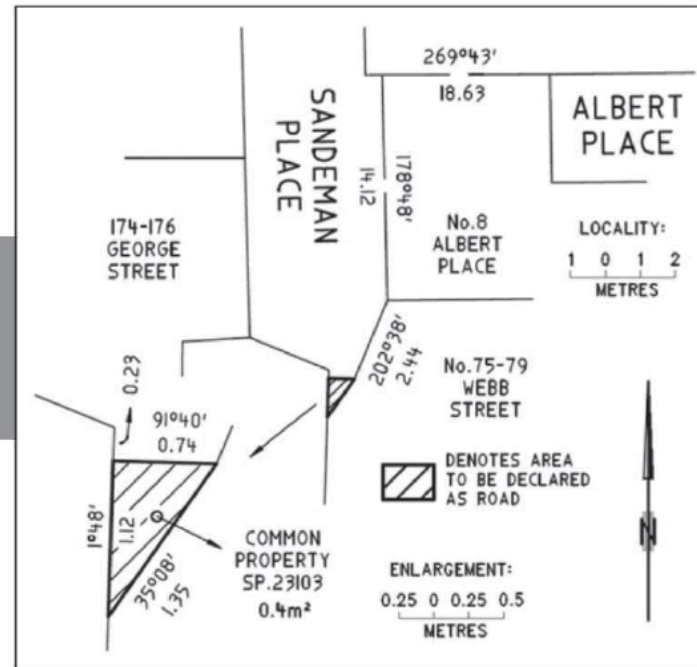 269°43'
18.63
SANDEMAN
PLACE
ALBERT
PLACE
178°48'
14.12
174-176
GEORGE
STREET
No.8
ALBERT
PLACE
LOCALITY:
1 0 1 2
METRES
202°38'
2.44
No.75-79
WEBB
STREET
0.23
91°40'
0.74
DENOTES AREA
TO BE DECLARED
AS ROAD
1°48'
1.12
35°08'
1.35
COMMON
PROPERTY
SP.23103
0.4m²
ENLARGEMENT:
0.25 0 0.25 0.5
METRES
N